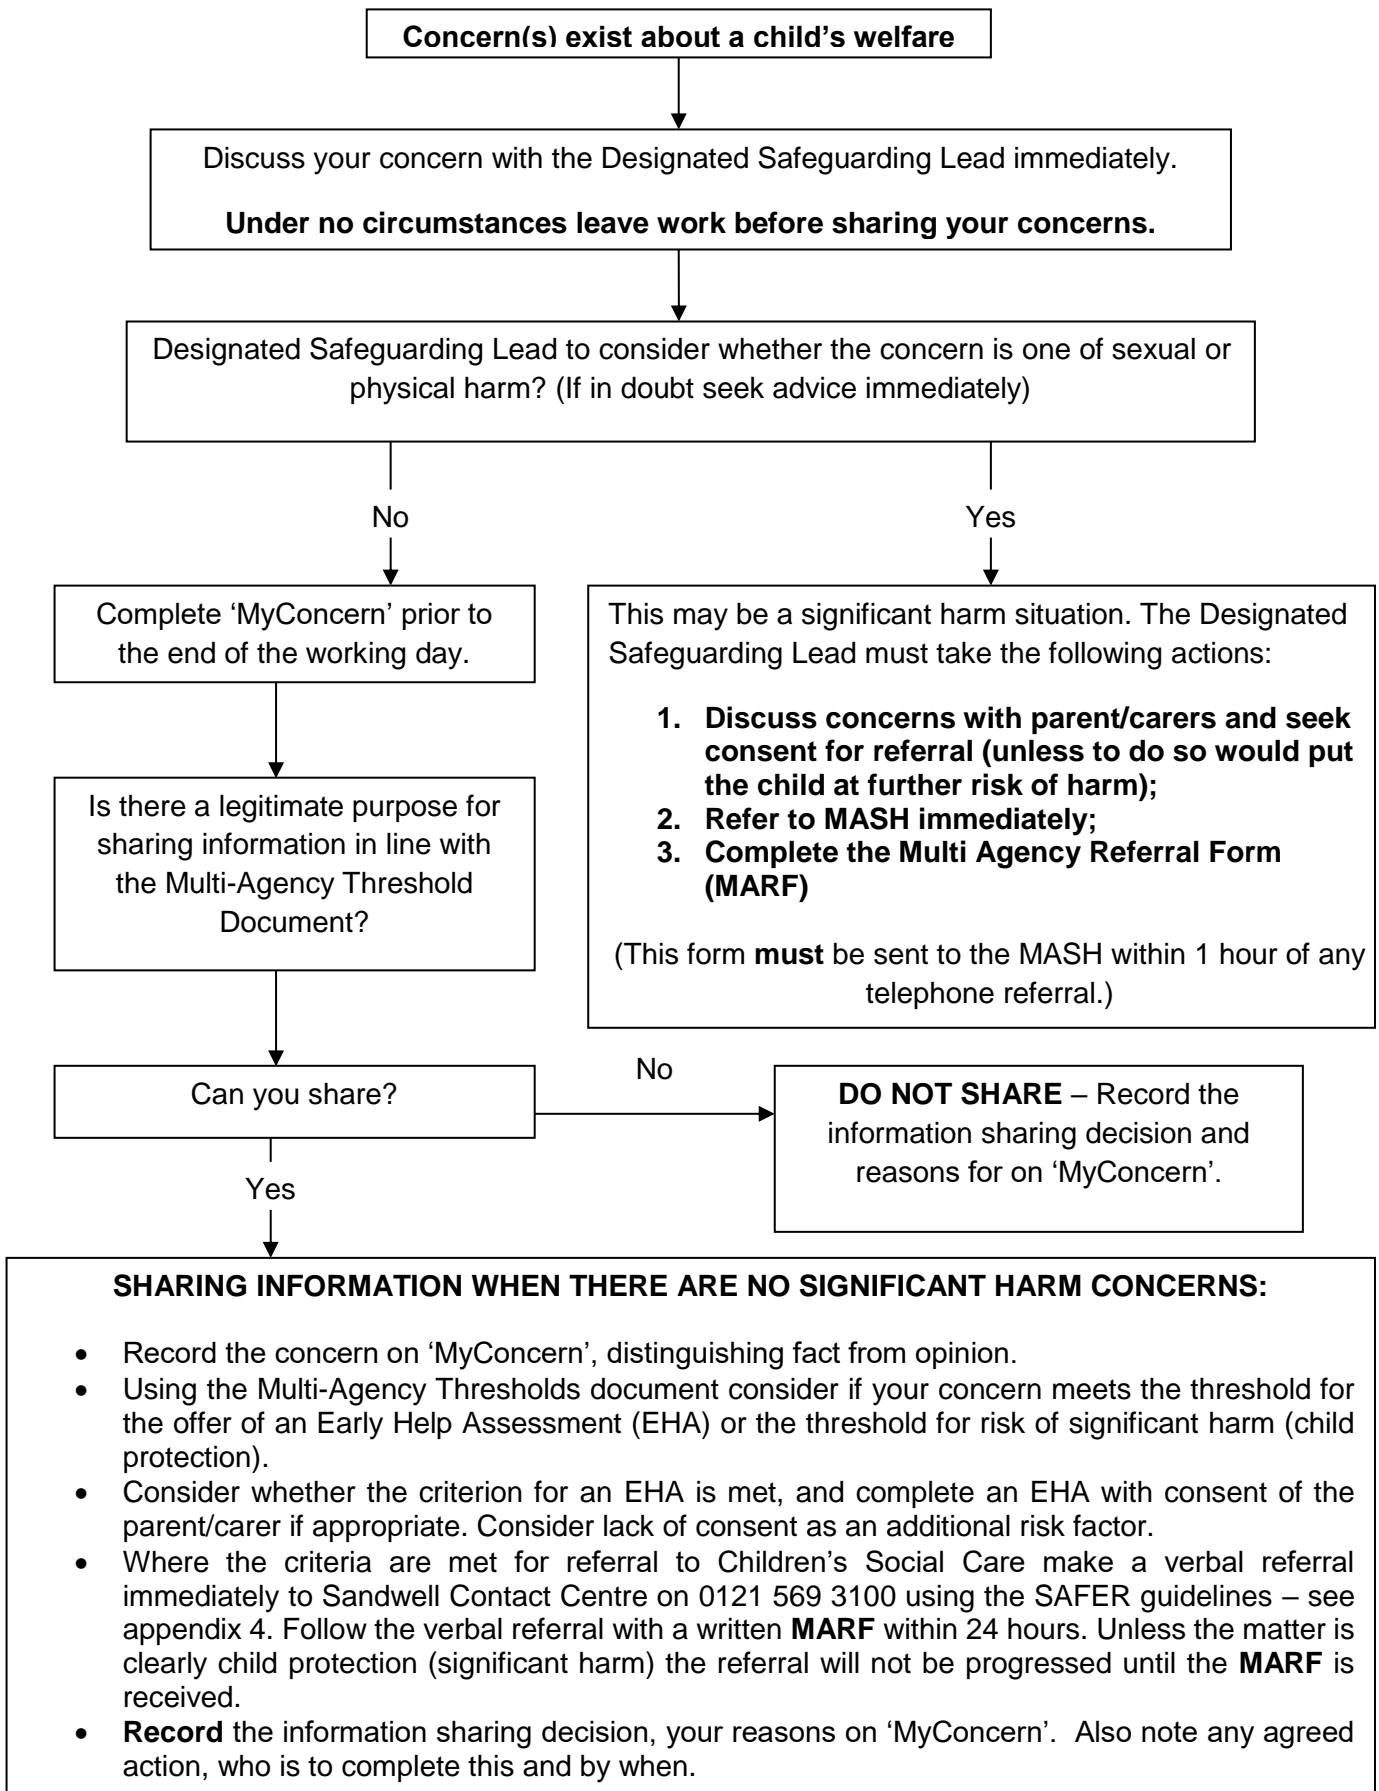 Concern(s) exist about a child’s welfare
Discuss your concern with the Designated Safeguarding Lead immediately.
Under no circumstances leave work before sharing your concerns.
Designated Safeguarding Lead to consider whether the concern is one of sexual or
physical harm? (If in doubt seek advice immediately)
No
Yes
Complete ‘MyConcern’ prior to
the end of the working day.
Is there a legitimate purpose for
sharing information in line with
the Multi-Agency Threshold
Document?
This may be a significant harm situation. The Designated
Safeguarding Lead must take the following actions:
1. Discuss concerns with parent/carers and seek
consent for referral (unless to do so would put
the child at further risk of harm);
2. Refer to MASH immediately;
3. Complete the Multi Agency Referral Form
(MARF)
(This form must be sent to the MASH within 1 hour of any
telephone referral.)
Can you share?
No
DO NOT SHARE – Record the
information sharing decision and
reasons for on ‘MyConcern’.
Yes
SHARING INFORMATION WHEN THERE ARE NO SIGNIFICANT HARM CONCERNS:
• Record the concern on ‘MyConcern’, distinguishing fact from opinion.
• Using the Multi-Agency Thresholds document consider if your concern meets the threshold for
the offer of an Early Help Assessment (EHA) or the threshold for risk of significant harm (child
protection).
• Consider whether the criterion for an EHA is met, and complete an EHA with consent of the
parent/carer if appropriate. Consider lack of consent as an additional risk factor.
• Where the criteria are met for referral to Children’s Social Care make a verbal referral
immediately to Sandwell Contact Centre on 0121 569 3100 using the SAFER guidelines – see
appendix 4. Follow the verbal referral with a written MARF within 24 hours. Unless the matter is
clearly child protection (significant harm) the referral will not be progressed until the MARF is
received.
• Record the information sharing decision, your reasons on ‘MyConcern’. Also note any agreed
action, who is to complete this and by when.